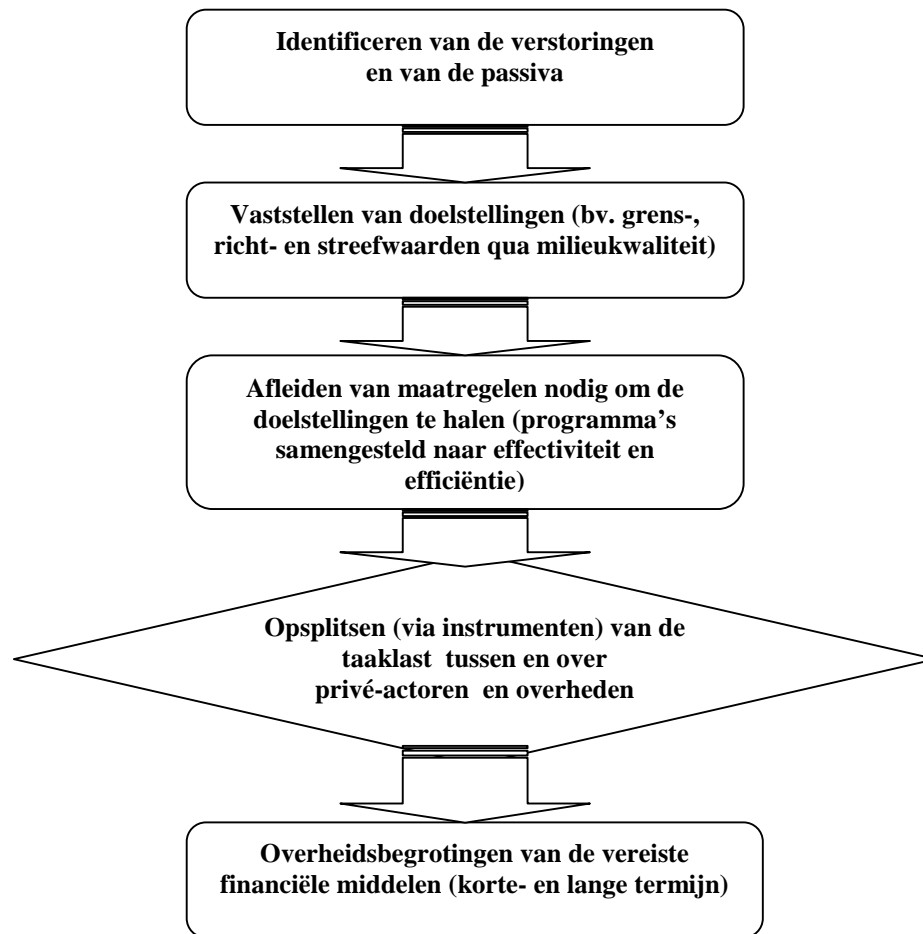 Identificeren van de verstoringen
en van de passiva
Vaststellen van doelstellingen (bv. grens-,
richt- en streefwaarden qua milieukwaliteit)
Afleiden van maatregelen nodig om de
doelstellingen te halen (programma’s
samengesteld naar effectiviteit en
efficiëntie)
Opsplitsen (via instrumenten) van de
taaklast tussen en over
privé-actoren en overheden
Overheidsbegrotingen van de vereiste
financiële middelen (korte- en lange termijn)